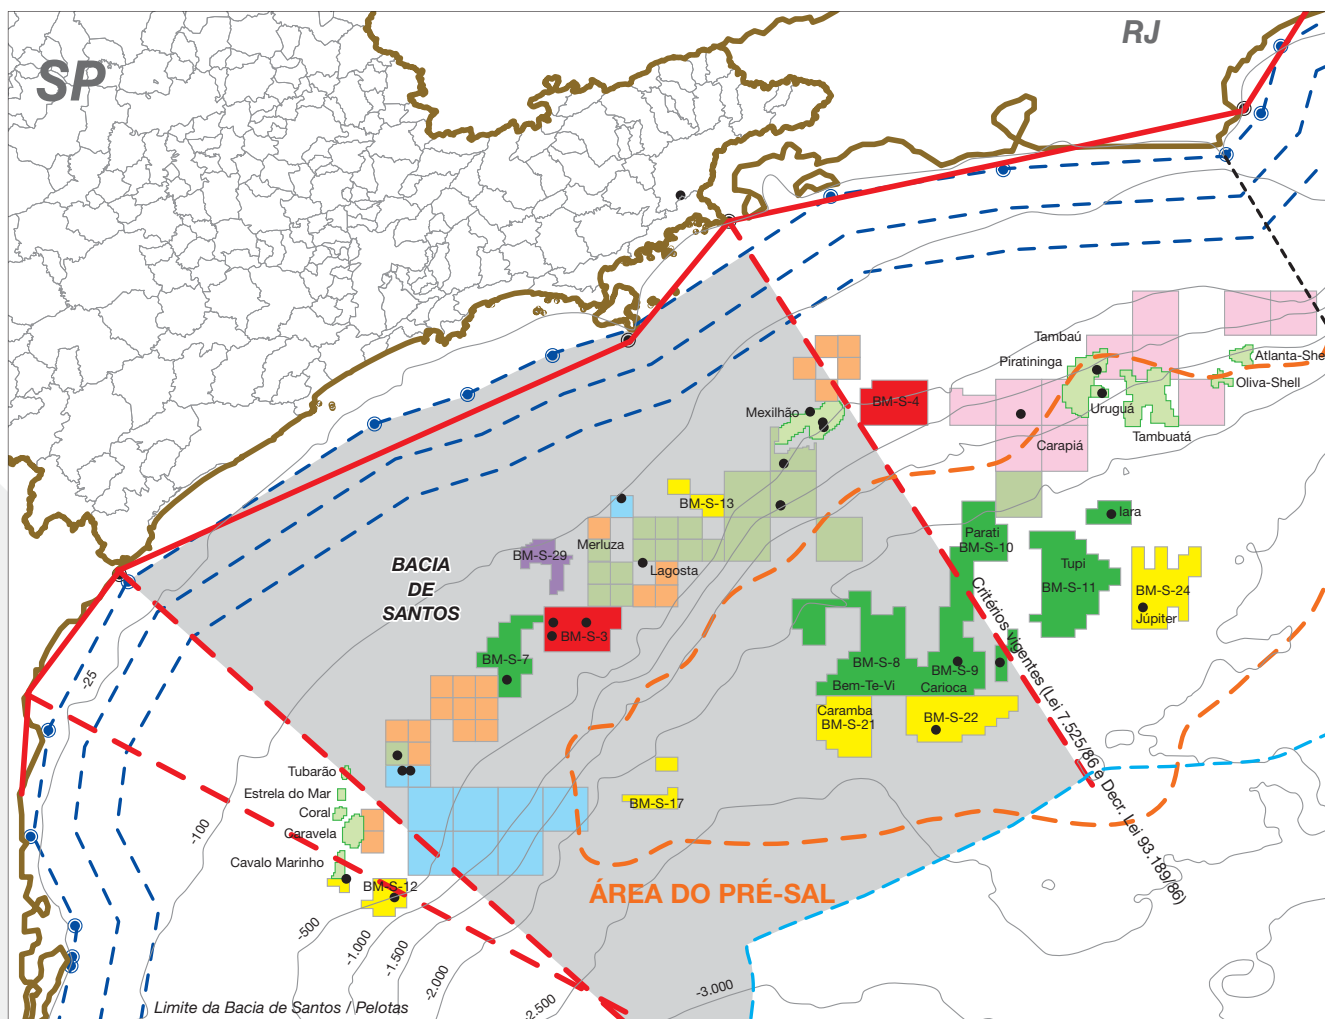 RJ
SP
Tambaú
Piratininga
Atlanta-She
Oliva-Shell
BM-S-4
Mexilhão
Uruguá
Tambuatá
Carapiá
BM-S-13
Iara
Parati
BM-S-10
Merluza
BM-S-29
Lagosta
Tupi
BM-S-11
BM-S-24
Júpiter
BACIA
DE
SANTOS
Critérios vigentes (Lei 7.525/86 e Decr. Lei 93.189/86)
BM-S-3
BM-S-7
BM-S-8
BM-S-9
Bem-Te-Vi
Carioca
-25
Caramba
BM-S-21
BM-S-22
Tubarão
Estrela do Mar
Coral
Caravela
Cavalo Marinho
BM-S-17
-100
BM-S-12
ÁREA DO PRÉ-SAL
-500
-1.000
-1.500
-2.000
-2.500
-3.000
Limite da Bacia de Santos / Pelotas